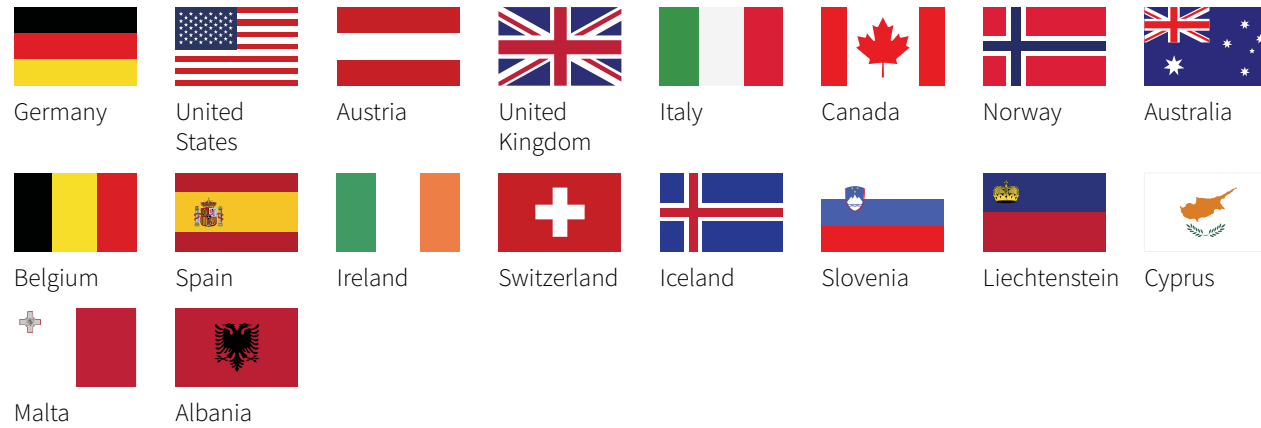 Germany
United States
Austria
United Kingdom
Italy
Canada
Norway
Australia
Belgium
Spain
Ireland
Switzerland
Iceland
Slovenia
Liechtenstein
Cyprus
Malta
Albania